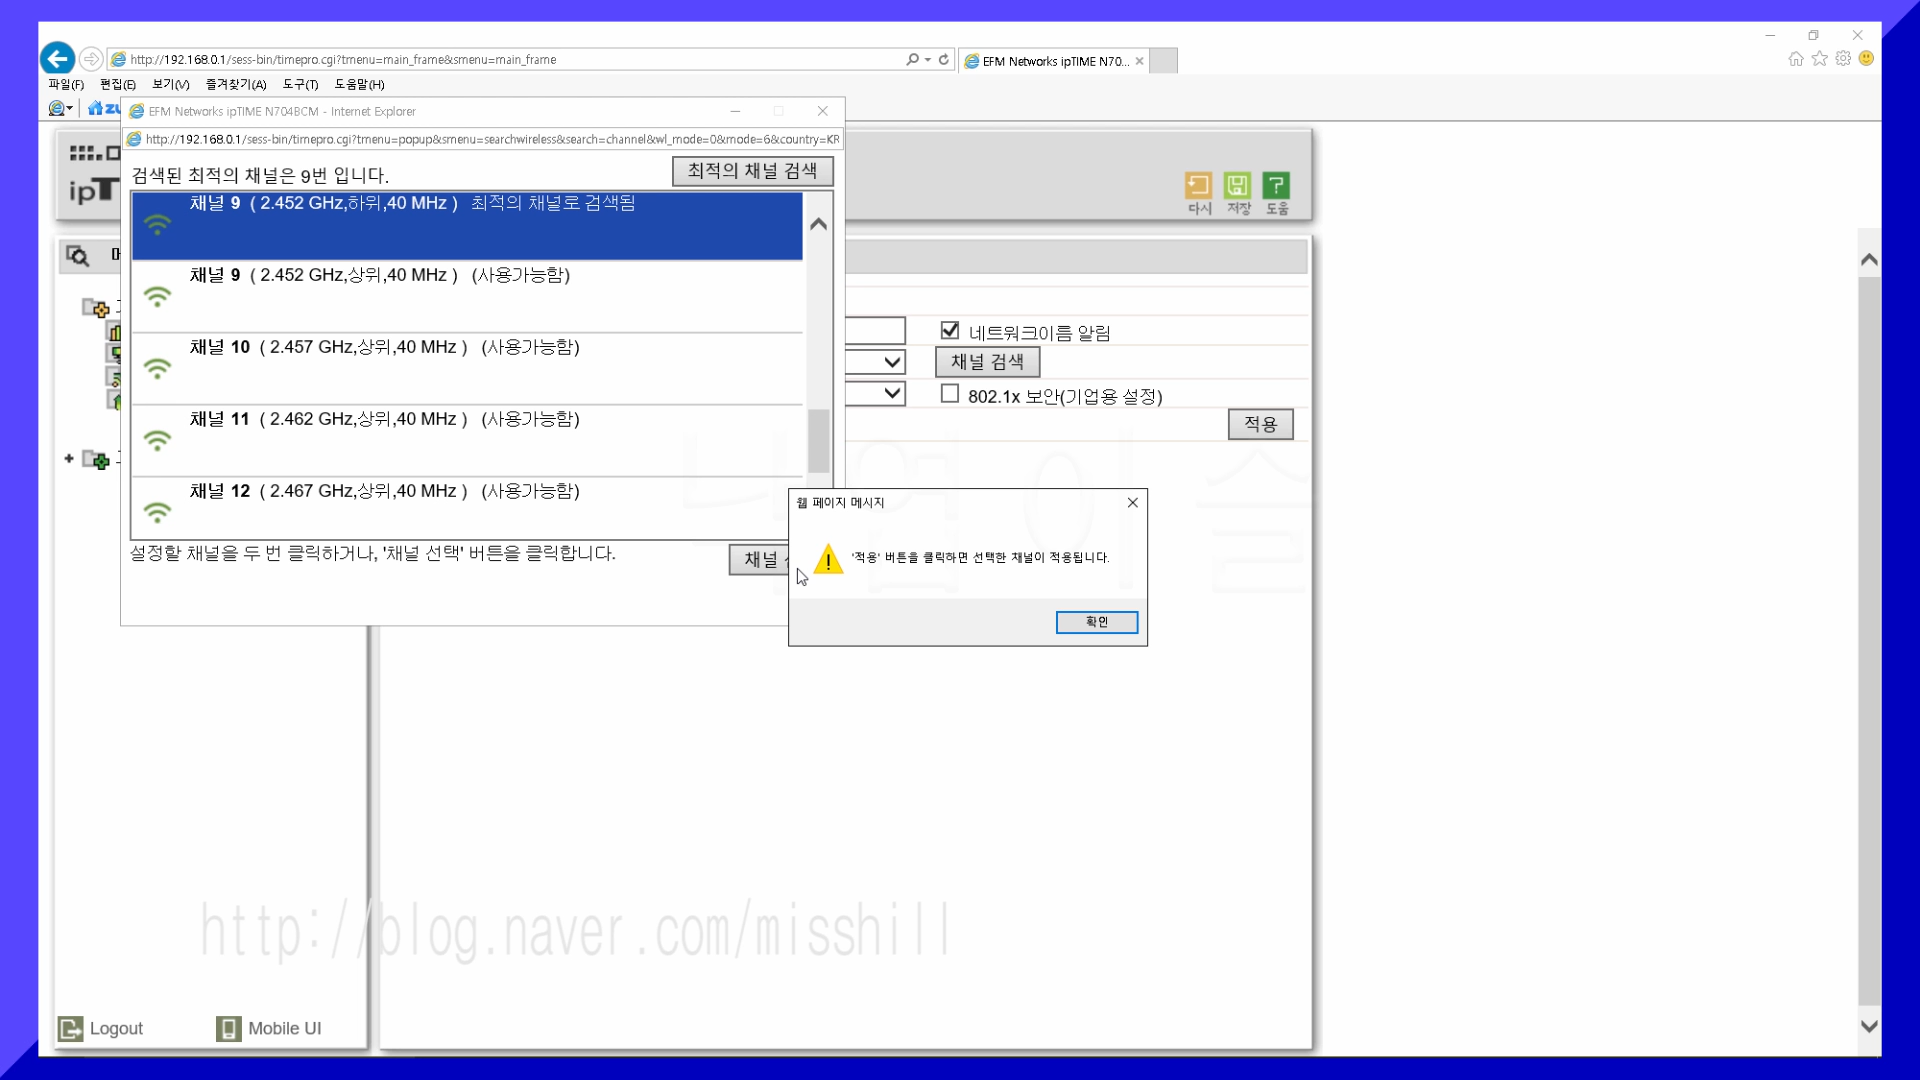 http://192.168.0.1/sess-bin/timepro.cgi?tmenu=main_frame&smenu=main_frame
EFM Networks ipTIME N70...
파일(F) 편집(E) 보기(V) 즐겨찾기(A) 도구(T) 도움말(H)
EFM Networks ipTIME N704BCM - Internet Explorer
http://192.168.0.1/sess-bin/timepro.cgi?tmenu=popup&smenu=searchwireless&search=channel&wl_mode=0&mode=6&country=KR
검색된 최적의 채널은 9번 입니다.
최적의 채널 검색
ipT
다시 저장 도움
채널 9 ( 2.452 GHz,하위,40 MHz ) 최적의 채널로 검색됨
채널 9 ( 2.452 GHz,상위,40 MHz ) (사용가능함)
채널 10 ( 2.457 GHz,상위,40 MHz ) (사용가능함)
채널 11 ( 2.462 GHz,상위,40 MHz ) (사용가능함)
채널 12 ( 2.467 GHz,상위,40 MHz ) (사용가능함)
설정할 채널을 두 번 클릭하거나, '채널 선택' 버튼을 클릭합니다.
채널
네트워크이름 알림
채널 검색
802.1x 보안(기업용 설정)
적용
웹 페이지 메시지
'적용' 버튼을 클릭하면 선택한 채널이 적용됩니다.
확인
http://blog.naver.com/misshill
Logout
Mobile UI